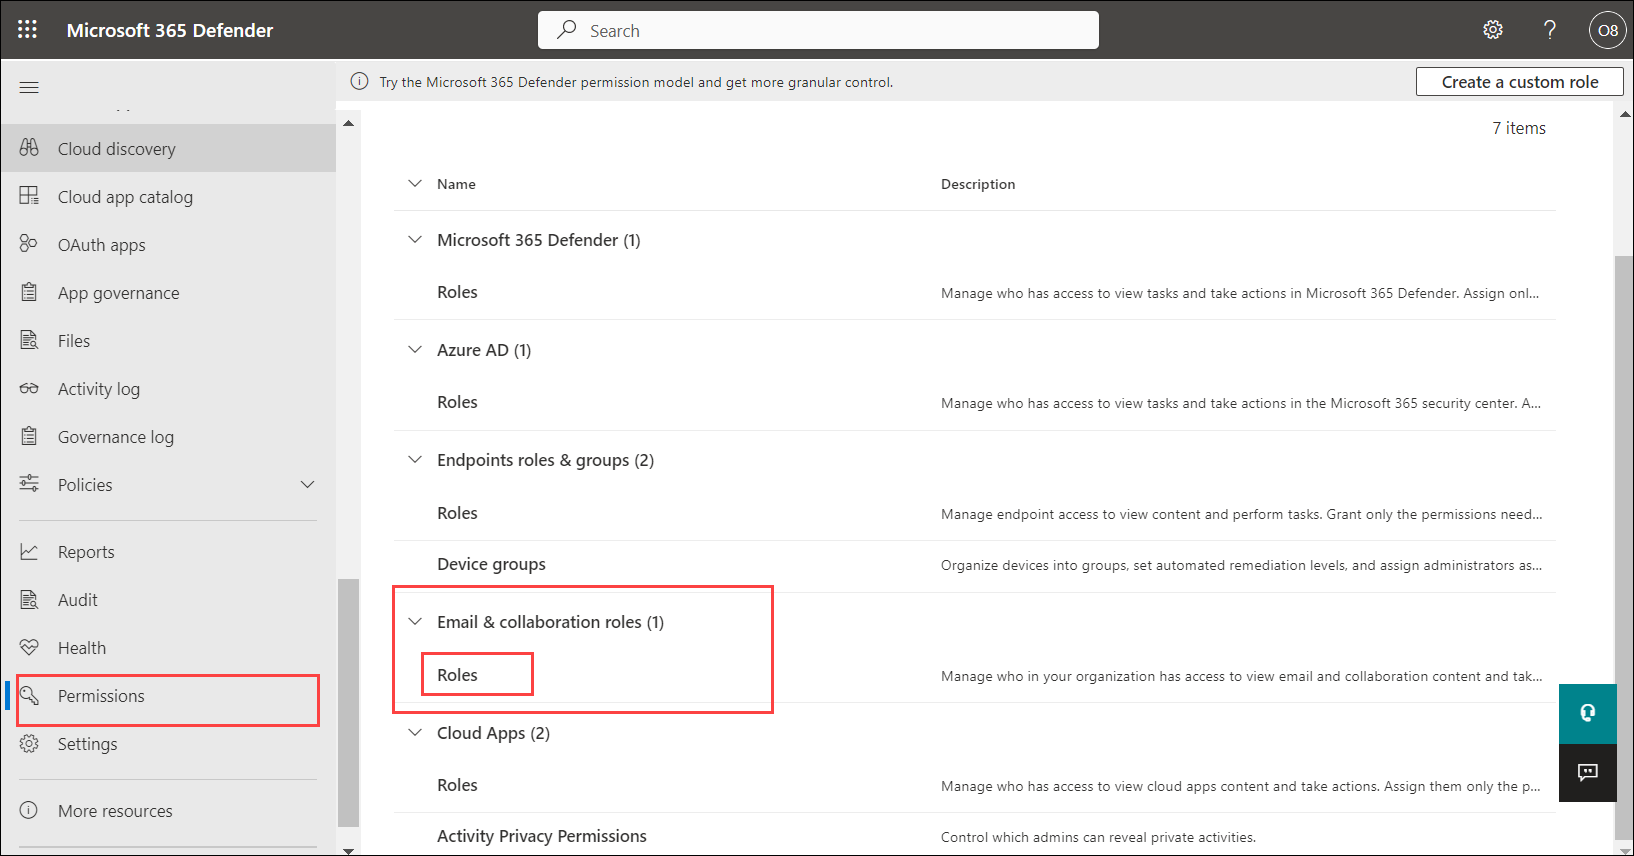 Microsoft 365 Defender
Search
O8
Try the Microsoft 365 Defender permission model and get more granular control.
Create a custom role
Cloud discovery
Cloud app catalog
OAuth apps
App governance
Files
Activity log
Governance log
Policies
Reports
Audit
Health
Permissions
Settings
More resources
7 items
Name Description
Microsoft 365 Defender (1)
Roles Manage who has access to view tasks and take actions in Microsoft 365 Defender. Assign onl...
Azure AD (1)
Roles Manage who has access to view tasks and take actions in the Microsoft 365 security center. A...
Endpoints roles & groups (2)
Roles Manage endpoint access to view content and perform tasks. Grant only the permissions need...
Device groups Organize devices into groups, set automated remediation levels, and assign administrators as...
Email & collaboration roles (1)
Roles Manage who in your organization has access to view email and collaboration content and tak...
Cloud Apps (2)
Roles Manage who has access to view cloud apps content and take actions. Assign them only the p...
Activity Privacy Permissions Control which admins can reveal private activities.